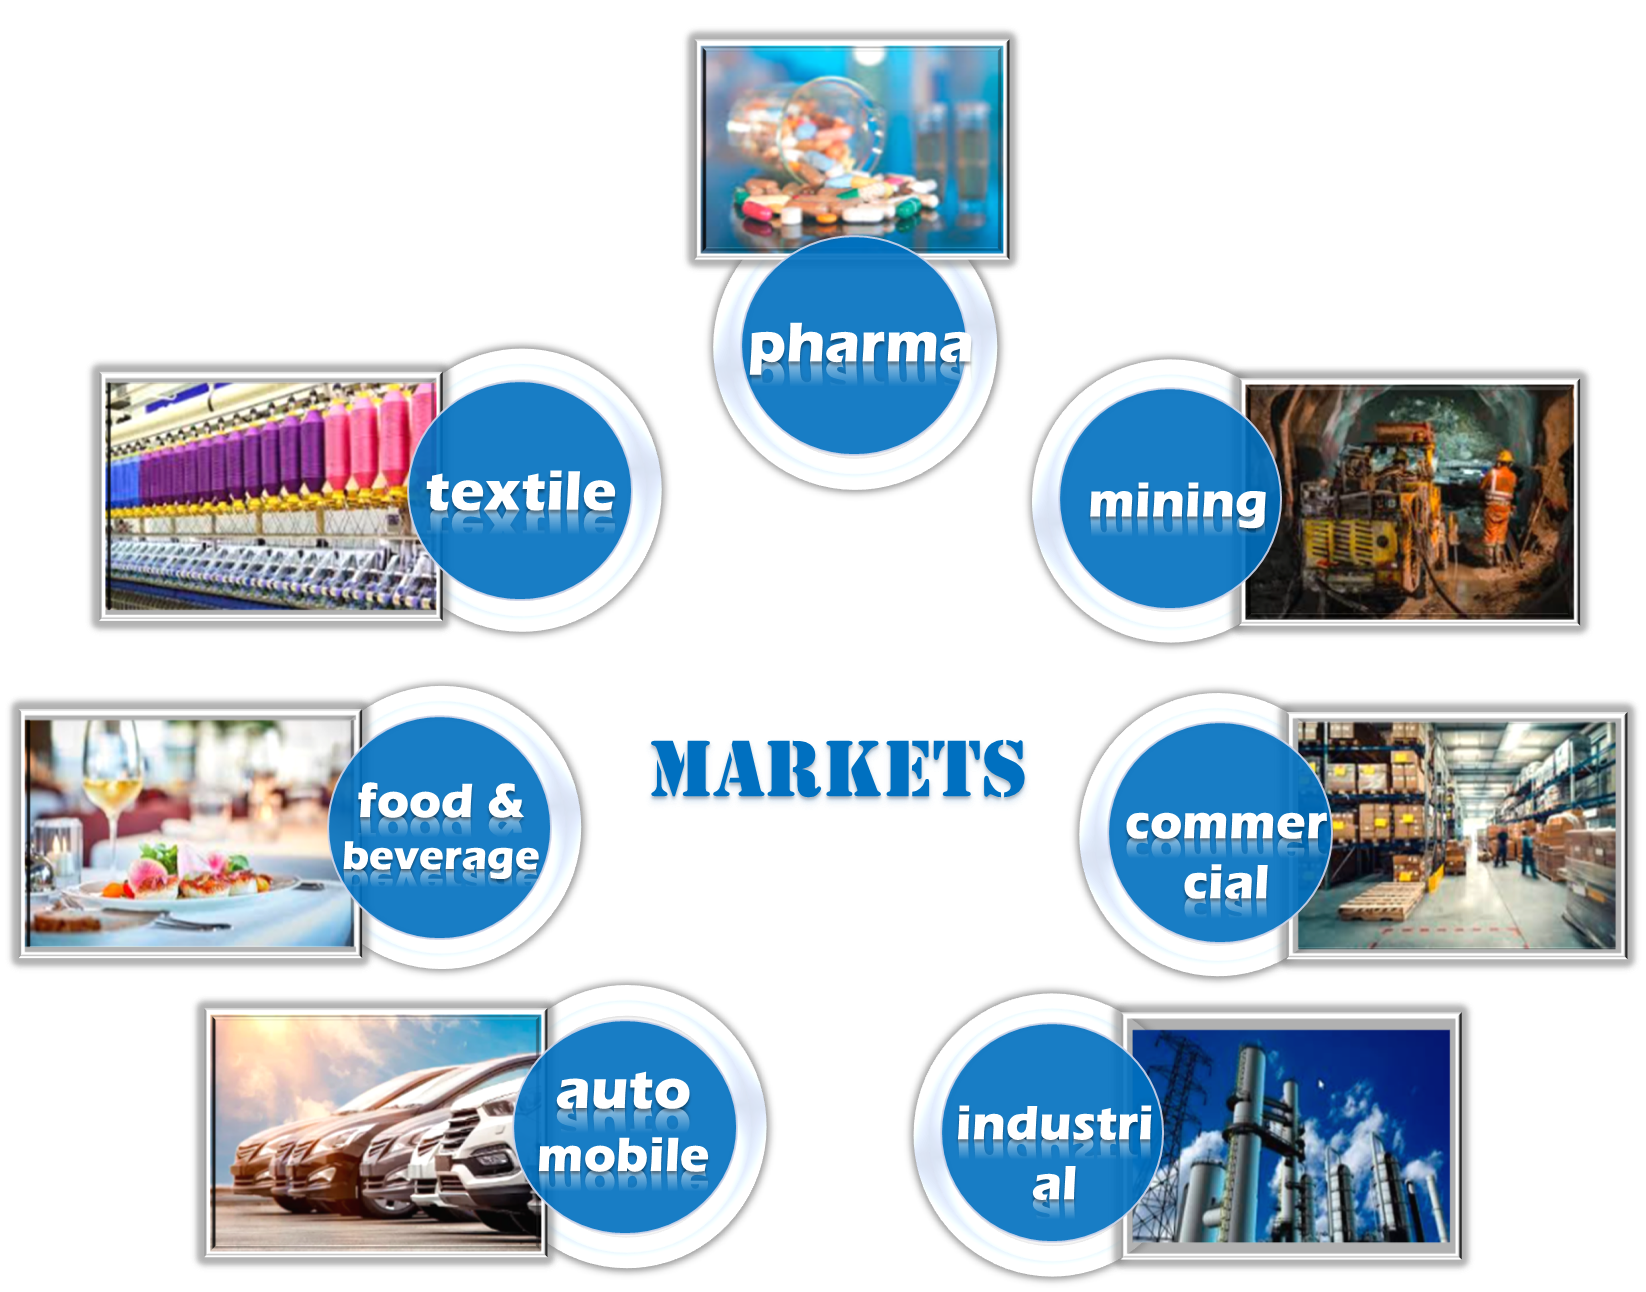 pharma
textile
mining
MARKETS
food &
beverage
commer
cial
auto
mobile
industri
al